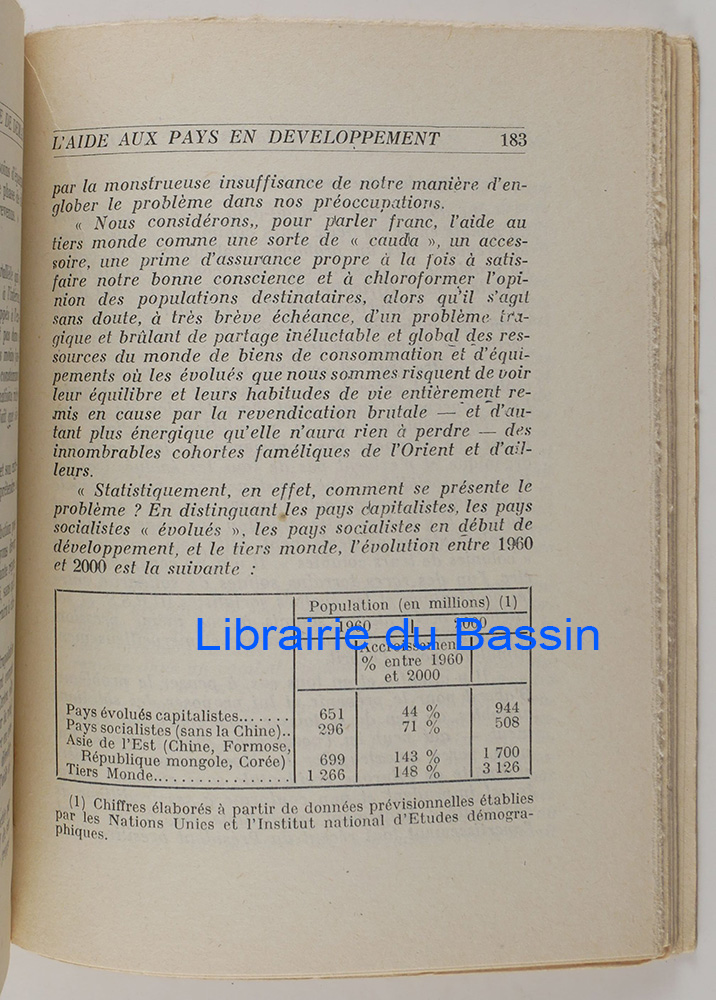 L'AIDE AUX PAYS EN DEVELOPPEMENT 183
par la monstrueuse insuffisance de notre manière d'en-
glober le problème dans nos préoccupations.
« Nous considérons,, pour parler franc, l'aide au
tiers monde comme une sorte de « cauda », un acces-
soire, une prime d'assurance propre à la fois à satis-
faire notre bonne conscience et à chloroformer l'opi-
nion des populations destinataires, alors qu'il s'agit
sans doute, à très brève échéance, d'un problème tra-
gique et brûlant de partage inéluctable et global des res-
sources du monde de biens de consommation et d'équi-
pements où les évolués que nous sommes risquent de voir
leur équilibre et leurs habitudes de vie entièrement re-
mis en cause par la revendication brutale — et d'au-
tant plus énergique qu'elle n'aura rien à perdre — des
innombrables cohortes faméliques de l'Orient et d'ail-
leurs.
« Statistiquement, en effet, comment se présente le
problème ? En distinguant les pays capitalistes, les pays
socialistes « évolués », les pays socialistes en début de
développement, et le tiers monde, l'évolution entre 1960
et 2000 est la suivante :
Population (en millions) (1)
1960 2000
Librairie du Bassin
Accroissement
% entre 1960
et 2000
Pays évolués capitalistes....... 651 44 % 944
Pays socialistes (sans la Chine).. 296 71 % 508
Asie de l'Est (Chine, Formose,
République mongole, Corée) 699 143 % 1 700
Tiers Monde................ 1 266 148 % 3 126
(1) Chiffres élaborés à partir de données prévisionnelles établies
par les Nations Unies et l'Institut national d'Etudes démogra-
phiques.